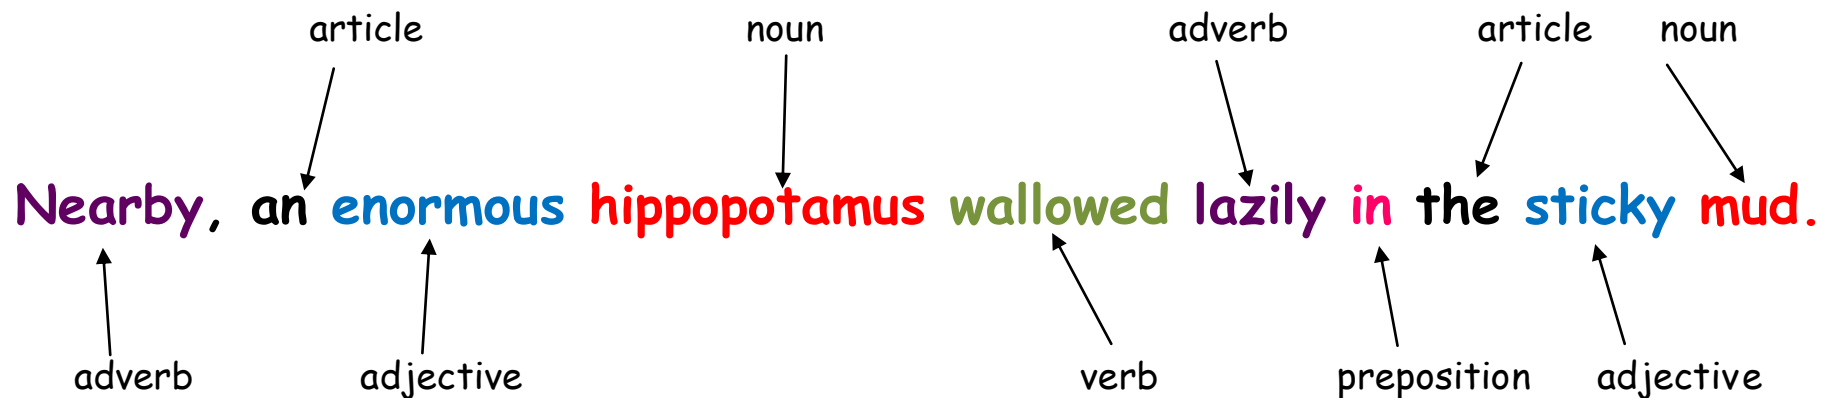 article noun adverb article noun
Nearby, an enormous hippopotamus wallowed lazily in the sticky mud.
adverb adjective verb preposition adjective